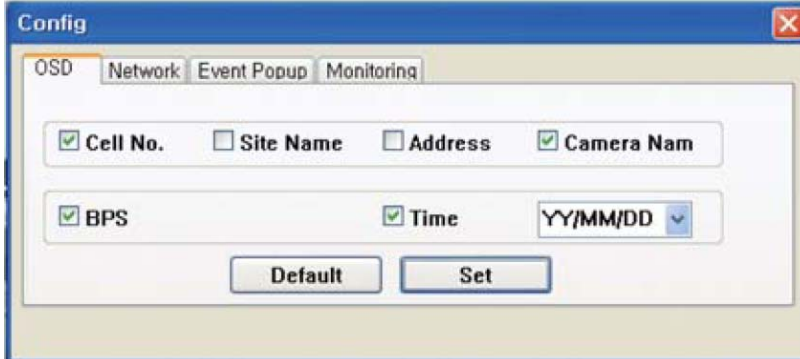 Config
OSD Network Event Popup Monitoring
Cell No. Site Name Address Camera Nam
BPS Time YY/MM/DD
Default Set